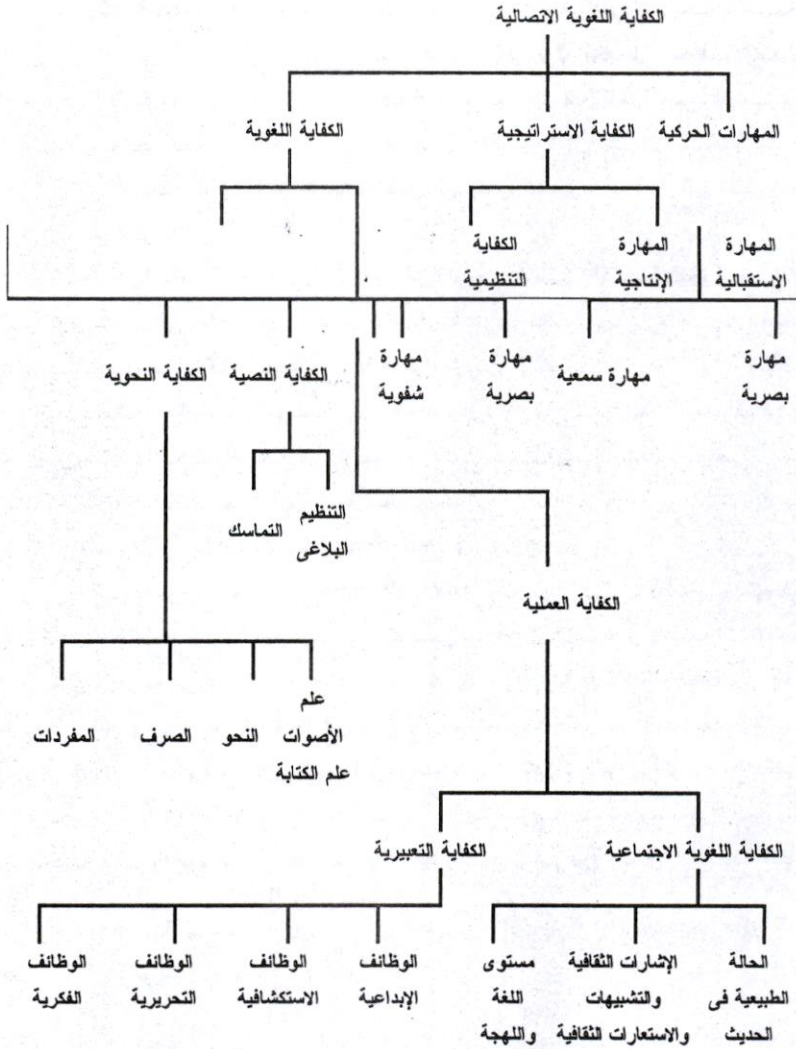 الكفاية اللغوية الاتصالية
المهارات الحركية
الكفاية الاستراتيجية
الكفاية اللغوية
المهارة
الاستقبالية
المهارة
الإنتاجية
الكفاية
التنظيمية
مهارة
بصرية
مهارة سمعية
مهارة
بصرية
مهارة
شفوية
الكفاية النصية
الكفاية النحوية
التنظيم
البلاغى
التماسك
الكفاية العملية
علم
الأصوات
علم الكتابة
النحو
الصرف
المفردات
الكفاية اللغوية الاجتماعية
الكفاية التعبيرية
الحالة
الطبيعية فى
الحديث
الإشارات الثقافية
والتشبيهات
والاستعارات الثقافية
مستوى
اللغة
واللهجة
الوظائف
الإبداعية
الوظائف
الاستكشافية
الوظائف
التحريرية
الوظائف
الفكرية